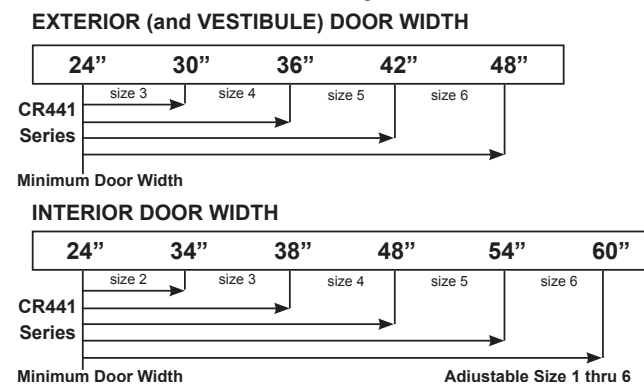 EXTERIOR (and VESTIBULE) DOOR WIDTH
24” 30” 36” 42” 48”
size 3 size 4 size 5 size 6
CR441
Series
Minimum Door Width
INTERIOR DOOR WIDTH
24” 34” 38” 48” 54” 60”
size 2 size 3 size 4 size 5 size 6
CR441
Series
Minimum Door Width Adjustable Size 1 thru 6